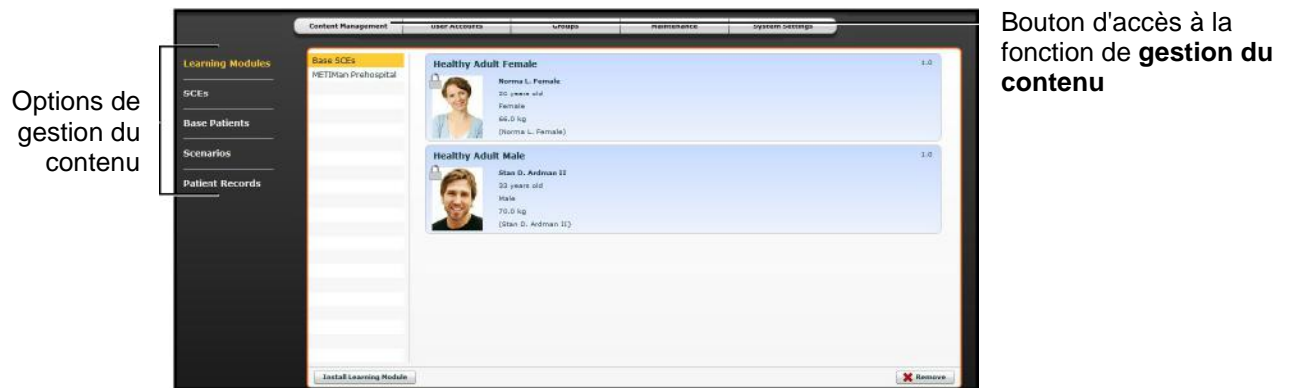 Content Management User Accounts Groups Maintenance System Settings
Bouton d'accès à la
fonction de gestion du
contenu
Options de
gestion du
contenu
Learning Modules
SCEs
Base Patients
Scenarios
Patient Records
Base SCEs
METIMan Prehospital
Healthy Adult Female 1.0
Norma L. Female
Female
66.0 kg
(Norma L. Female)
Healthy Adult Male 1.0
Stan D. Ardman II
33 years old
Male
70.0 kg
(Stan D. Ardman II)
Install Learning Module
Remove